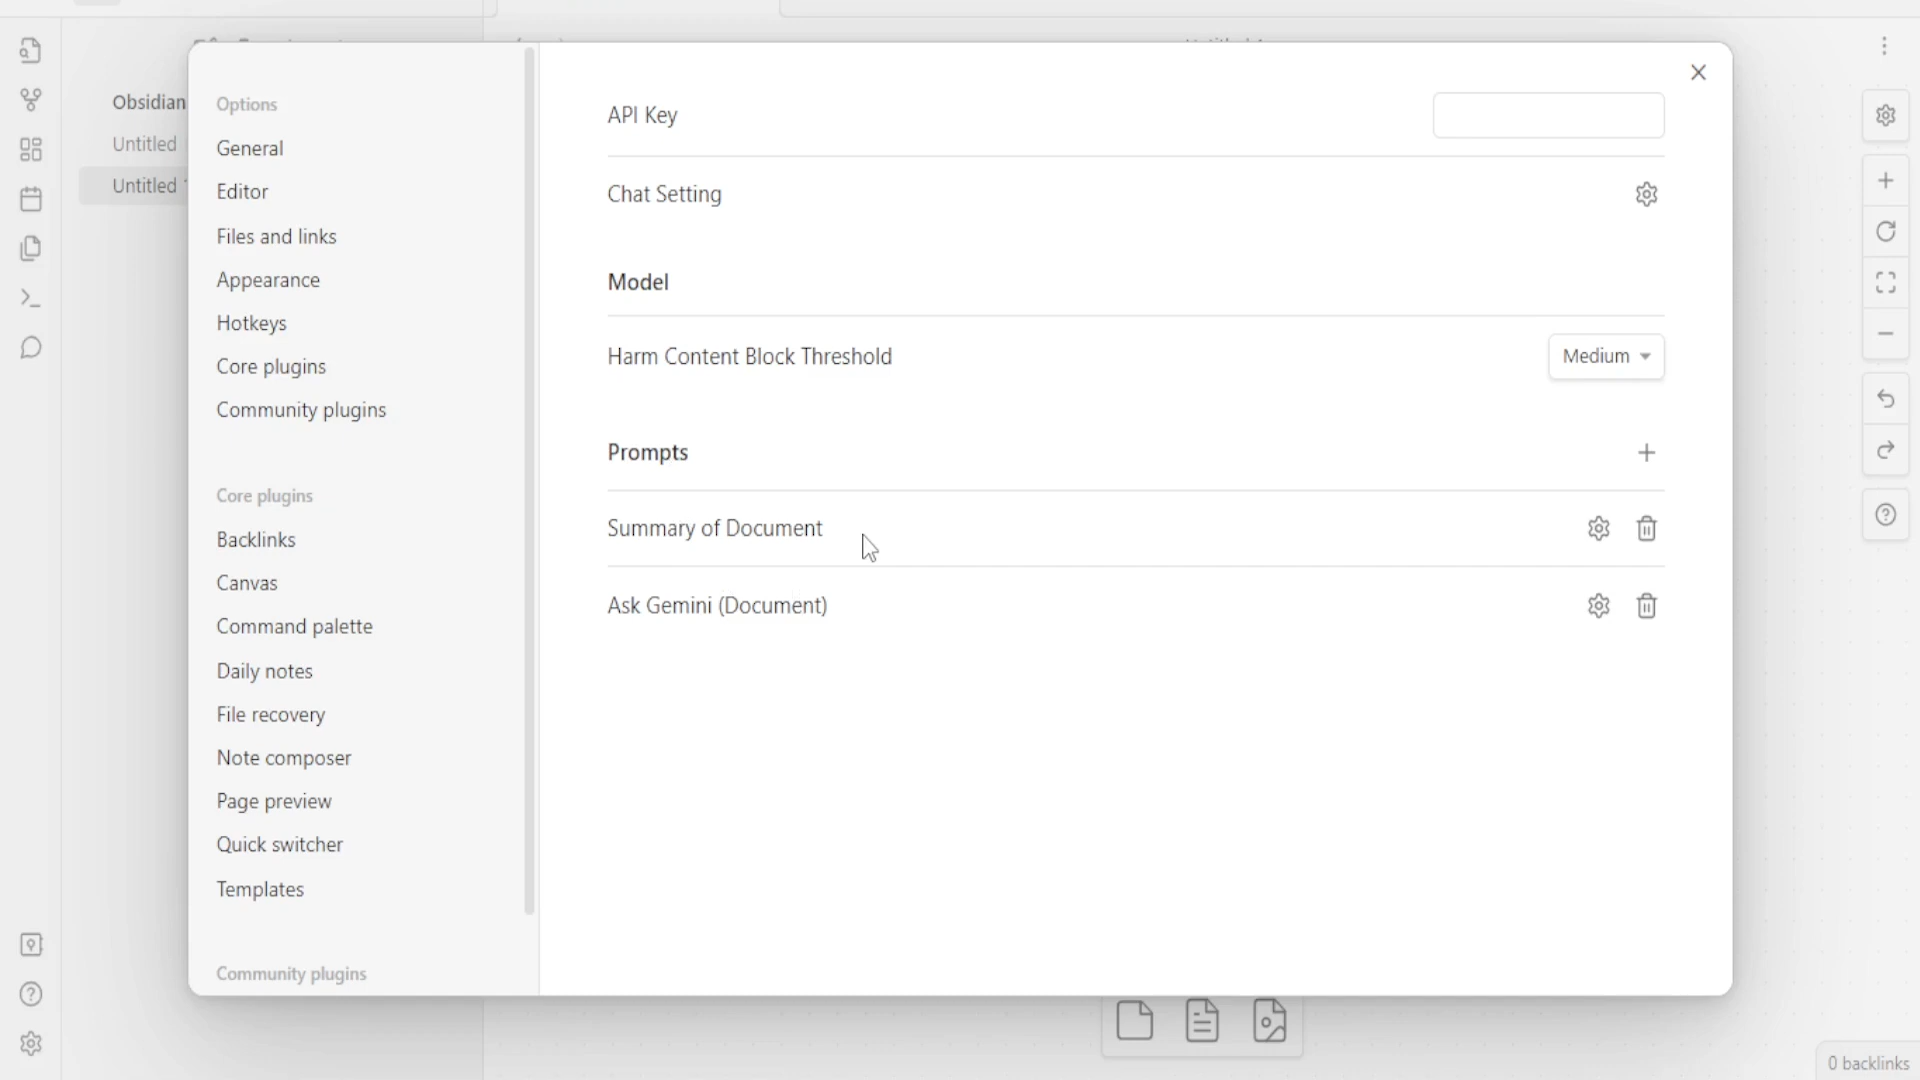 Obsidian
Untitled
Untitled
Options
General
Editor
Files and links
Appearance
Hotkeys
Core plugins
Community plugins
Core plugins
Backlinks
Canvas
Command palette
Daily notes
File recovery
Note composer
Page preview
Quick switcher
Templates
Community plugins
API Key
Chat Setting
Model
Harm Content Block Threshold
Medium
Prompts
Summary of Document
Ask Gemini (Document)
0 backlinks